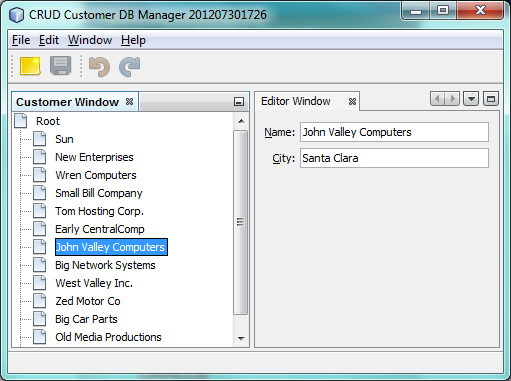 CRUD Customer DB Manager 201207301726
File Edit Window Help
Customer Window
Root
Sun
New Enterprises
Wren Computers
Small Bill Company
Tom Hosting Corp.
Early CentralComp
John Valley Computers
Big Network Systems
West Valley Inc.
Zed Motor Co
Big Car Parts
Old Media Productions
Editor Window
Name: John Valley Computers
City: Santa Clara